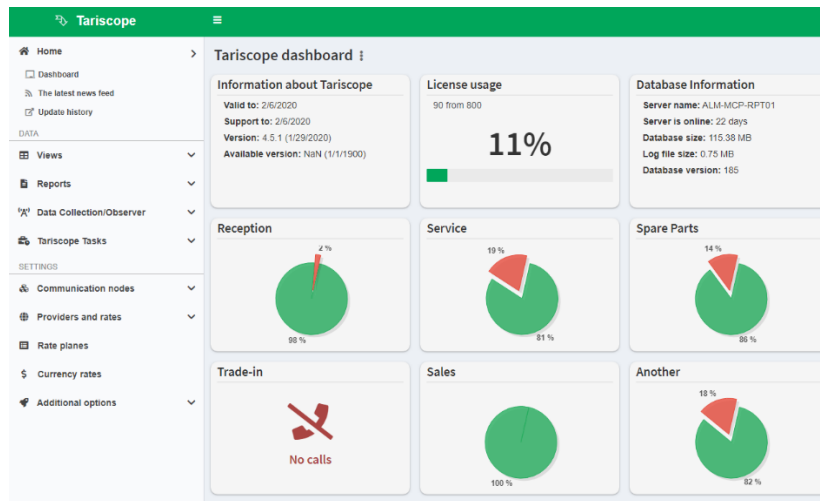 Tariscope
Home
Dashboard
The latest news feed
Update history
DATA
Views
Reports
Data Collection/Observer
Tariscope Tasks
SETTINGS
Communication nodes
Providers and rates
Rate planes
$ Currency rates
Additional options
Tariscope dashboard
Information about Tariscope
Valid to: 2/6/2020
Support to: 2/6/2020
Version: 4.5.1 (1/29/2020)
Available version: NaN (1/1/1900)
License usage
90 from 800
11%
Database Information
Server name: ALM-MCP-RPT01
Server is online: 22 days
Database size: 115.38 MB
Log file size: 0.75 MB
Database version: 185
Reception
2 %
98 %
Service
19 %
81 %
Spare Parts
14 %
86 %
Trade-in
No calls
Sales
100 %
Another
18 %
82 %